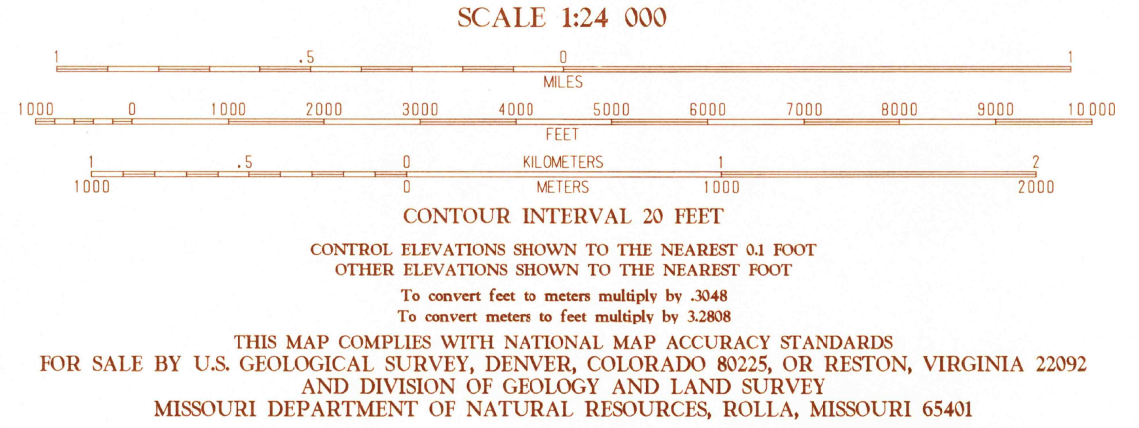 SCALE 1:24 000
1 .5 0 1
MILES
1000 0 1000 2000 3000 4000 5000 6000 7000 8000 9000 10 000
FEET
1 .5 0 KILOMETERS 1 2
1000 0 METERS 1000 2000
CONTOUR INTERVAL 20 FEET
CONTROL ELEVATIONS SHOWN TO THE NEAREST 0.1 FOOT
OTHER ELEVATIONS SHOWN TO THE NEAREST FOOT
To convert feet to meters multiply by .3048
To convert meters to feet multiply by 3.2808
THIS MAP COMPLIES WITH NATIONAL MAP ACCURACY STANDARDS
FOR SALE BY U.S. GEOLOGICAL SURVEY, DENVER, COLORADO 80225, OR RESTON, VIRGINIA 22092
AND DIVISION OF GEOLOGY AND LAND SURVEY
MISSOURI DEPARTMENT OF NATURAL RESOURCES, ROLLA, MISSOURI 65401